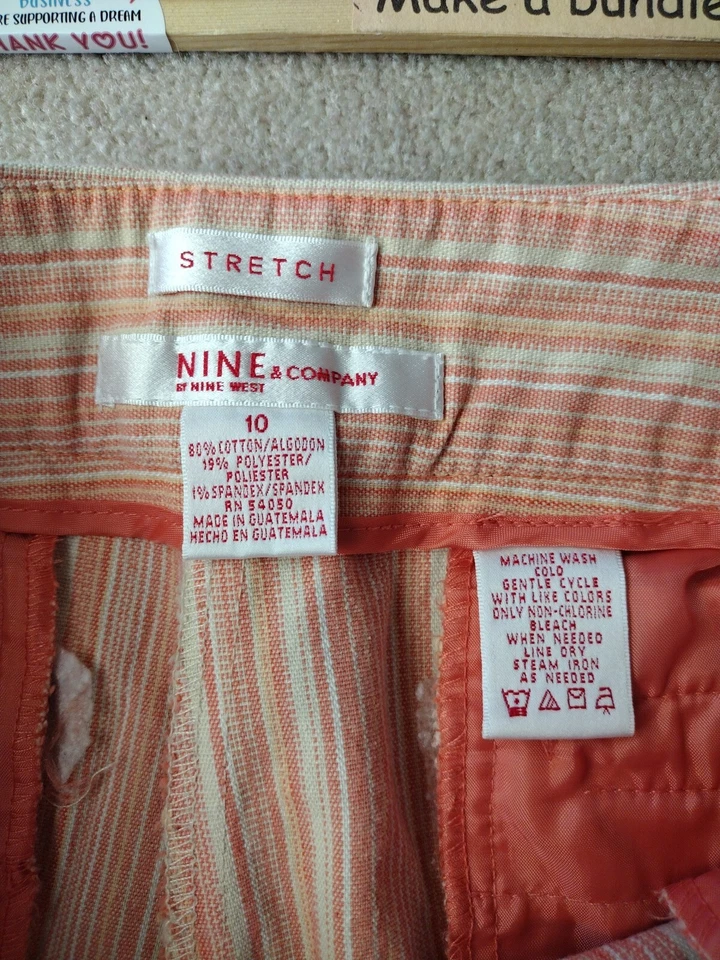 BUSINESS
RE SUPPORTING A DREAM
HANK YOU!
Make a bundle
STRETCH
NINE & COMPANY
BY NINE WEST
10
80% COTTON/ALGODON
19% POLYESTER/
POLIESTER
1% SPANDEX/SPANDEX
RN 54050
MADE IN GUATEMALA
HECHO EN GUATEMALA
MACHINE WASH
COLD
GENTLE CYCLE
WITH LIKE COLORS
ONLY NON-CHLORINE
BLEACH
WHEN NEEDED
LINE DRY
STEAM IRON
AS NEEDED